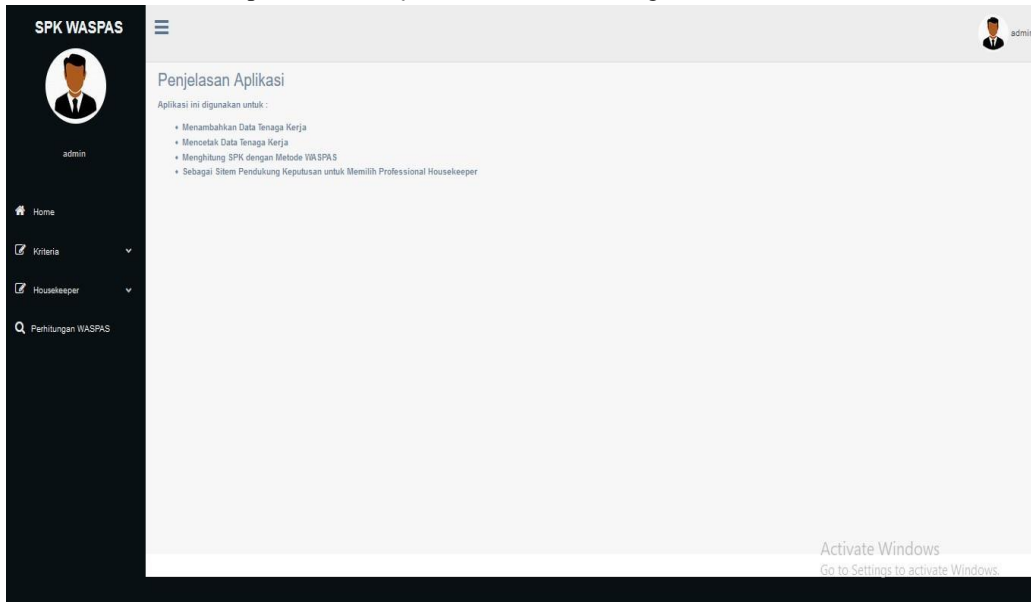 SPK WASPAS
admin
admin
Home
Kriteria
Housekeeper
Perhitungan WASPAS
Penjelasan Aplikasi
Aplikasi ini digunakan untuk :
• Menambahkan Data Tenaga Kerja
• Mencetak Data Tenaga Kerja
• Menghitung SPK dengan Metode WASPAS
• Sebagai Sitem Pendukung Keputusan untuk Memilih Professional Housekeeper
Activate Windows
Go to Settings to activate Windows.